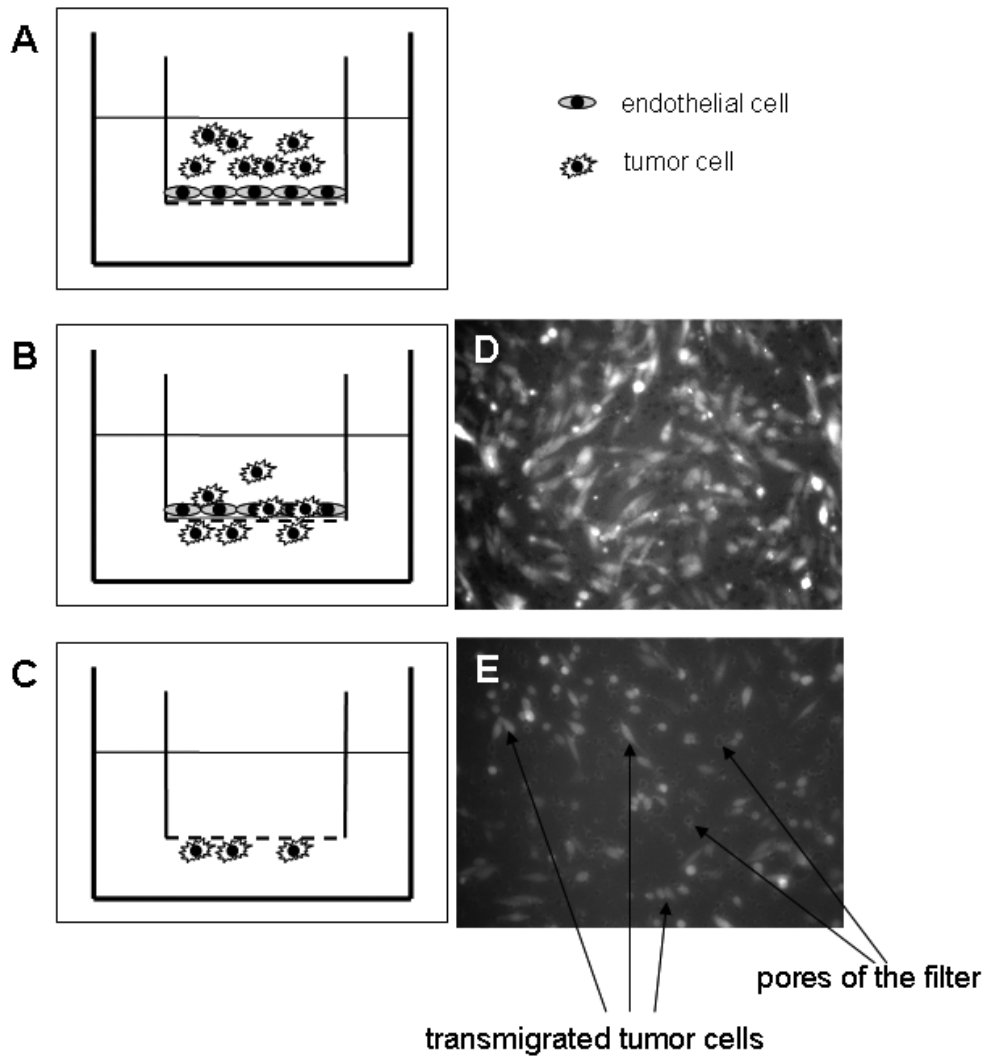 A
endothelial cell
tumor cell
B
D
C
E
pores of the filter
transmigrated tumor cells